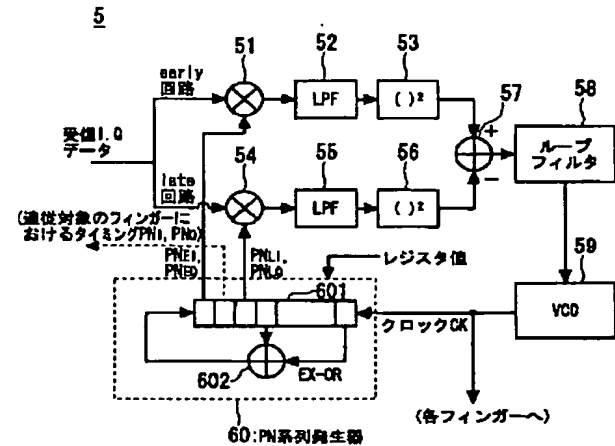 5
51
52
53
early
回路
LPF
( )²
57
58
+
受信I,Q
データ
54
55
56
−
ループ
フィルタ
late
回路
LPF
( )²
(追従対象のフィンガーに
おけるタイミングPNI, PNQ)
PNEI,
PNEQ
PNLI,
PNLQ
レジスタ値
59
601
VCO
クロックCK
602
EX-OR
(各フィンガーへ)
60:PN系列発生器